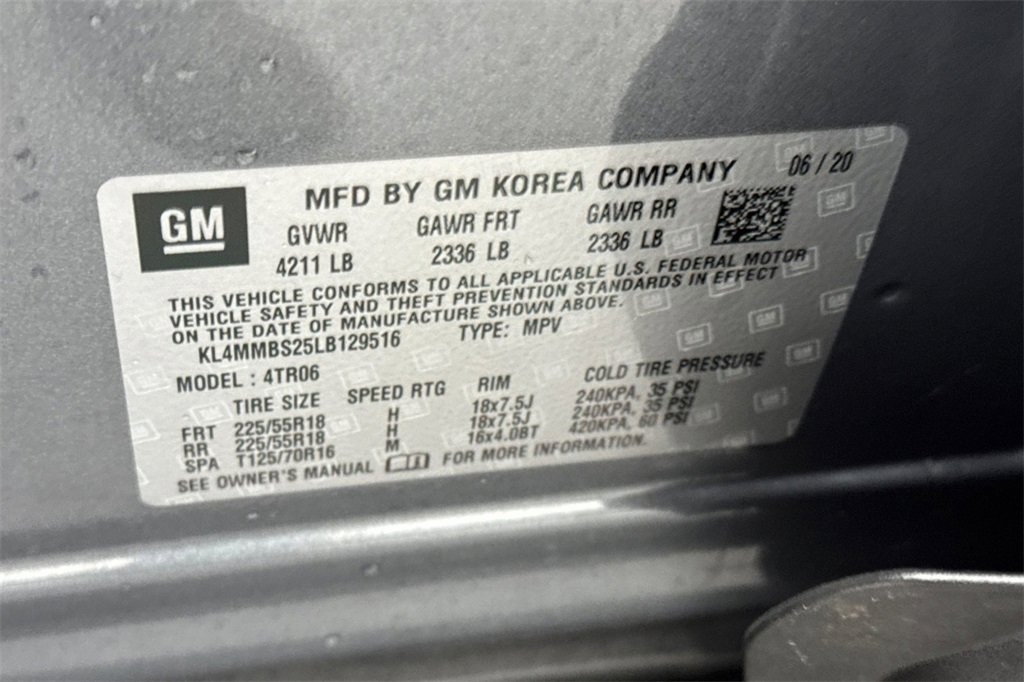 GM
MFD BY GM KOREA COMPANY 06 / 20
GVWR GAWR FRT GAWR RR
4211 LB 2336 LB 2336 LB
THIS VEHICLE CONFORMS TO ALL APPLICABLE U.S. FEDERAL MOTOR
VEHICLE SAFETY AND THEFT PREVENTION STANDARDS IN EFFECT
ON THE DATE OF MANUFACTURE SHOWN ABOVE.
KL4MMBS25LB129516 TYPE: MPV
MODEL : 4TR06
TIRE SIZE SPEED RTG RIM COLD TIRE PRESSURE
FRT 225/55R18 H 18x7.5J 240KPA, 35 PSI
RR 225/55R18 H 18x7.5J 240KPA, 35 PSI
SPA T125/70R16 M 16x4.0BT 420KPA, 60 PSI
SEE OWNER'S MANUAL FOR MORE INFORMATION.